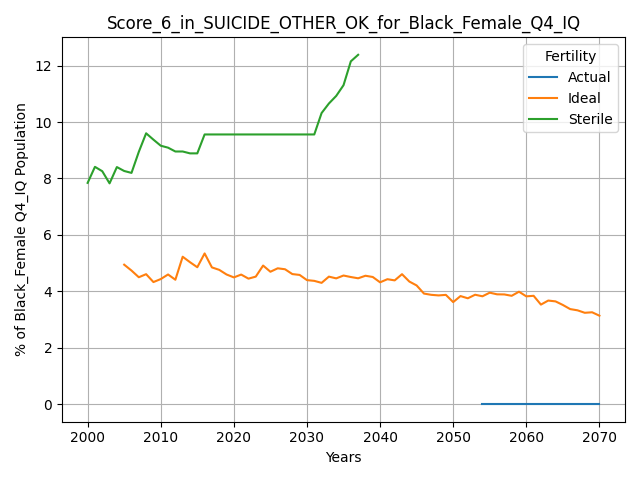 Score_6_in_SUICIDE_OTHER_OK_for_Black_Female_Q4_IQ
% of Black_Female Q4_IQ Population
12
10
8
6
4
2
0
Fertility
Actual
Ideal
Sterile
2000 2010 2020 2030 2040 2050 2060 2070
Years